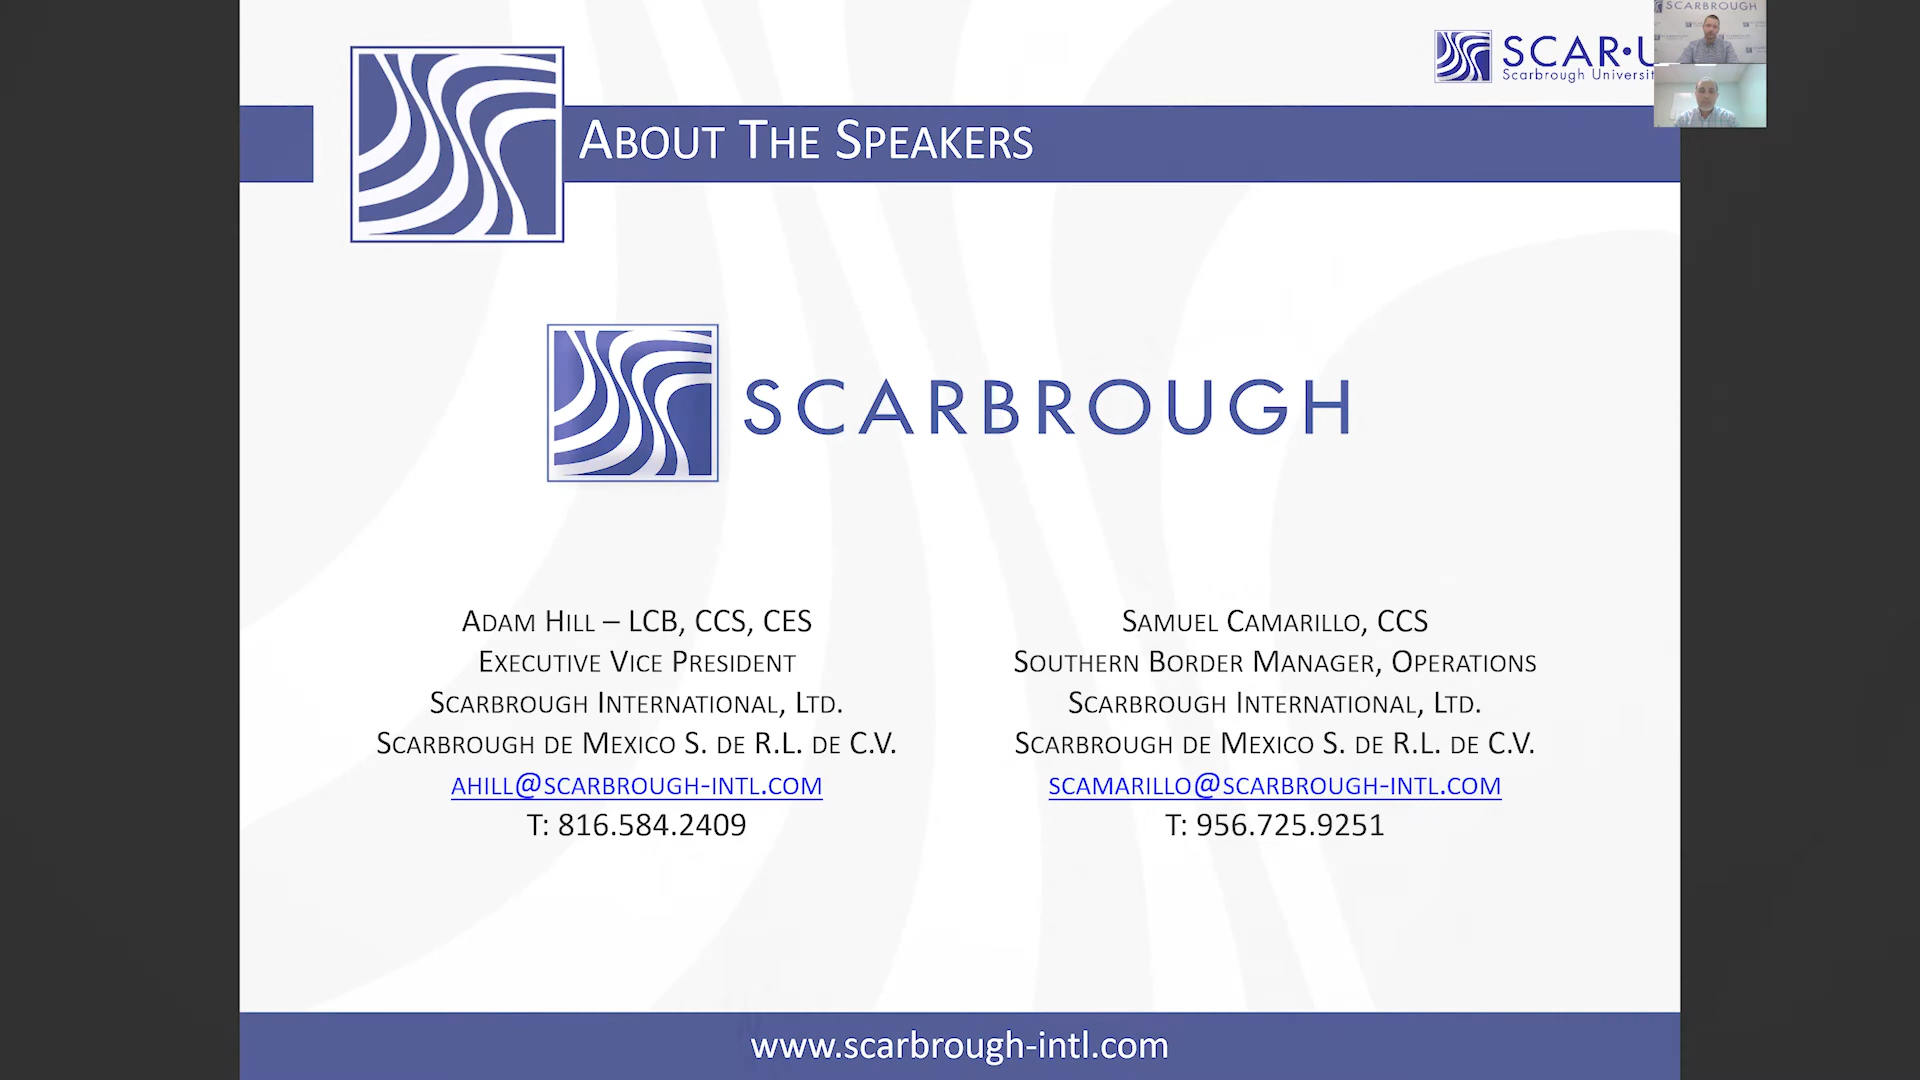 SCARBROUGH
SCAR•U
Scarbrough Universit
ABOUT THE SPEAKERS
SCARBROUGH
ADAM HILL – LCB, CCS, CES
EXECUTIVE VICE PRESIDENT
SCARBROUGH INTERNATIONAL, LTD.
SCARBROUGH DE MEXICO S. DE R.L. DE C.V.
AHILL@SCARBROUGH-INTL.COM
T: 816.584.2409
SAMUEL CAMARILLO, CCS
SOUTHERN BORDER MANAGER, OPERATIONS
SCARBROUGH INTERNATIONAL, LTD.
SCARBROUGH DE MEXICO S. DE R.L. DE C.V.
SCAMARILLO@SCARBROUGH-INTL.COM
T: 956.725.9251
www.scarbrough-intl.com